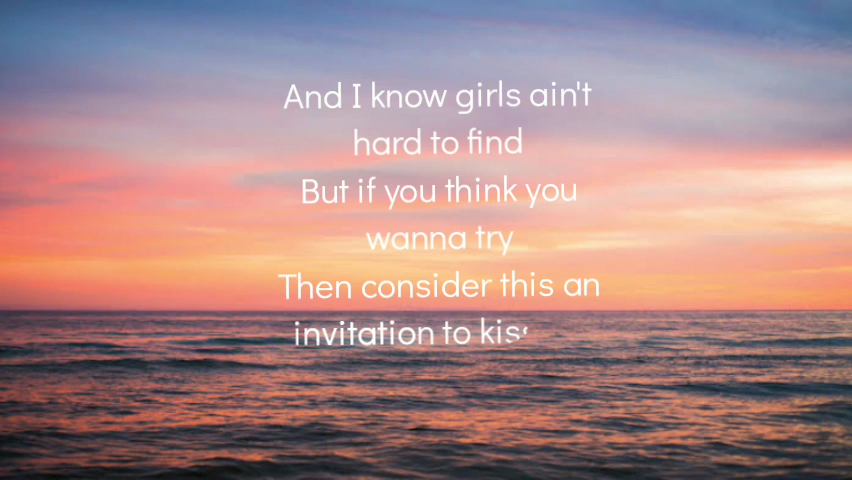 And I know girls ain't
hard to find
But if you think you
wanna try
Then consider this an
invitation to